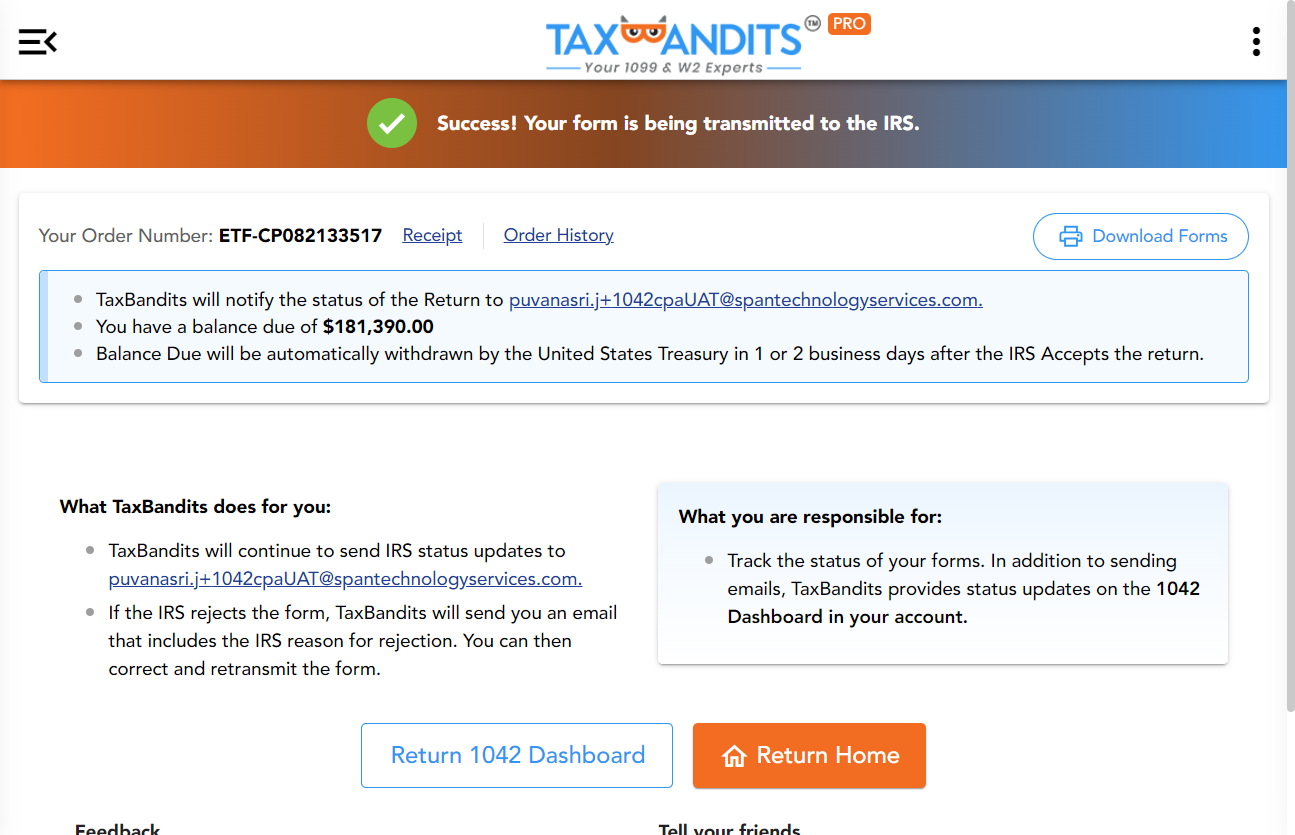 TAXBANDITS TM PRO
Your 1099 & W2 Experts
Success! Your form is being transmitted to the IRS.
Your Order Number: ETF-CP082133517 Receipt Order History Download Forms
TaxBandits will notify the status of the Return to puvanasri.j+1042cpaUAT@spantechnologyservices.com.
You have a balance due of $181,390.00
Balance Due will be automatically withdrawn by the United States Treasury in 1 or 2 business days after the IRS Accepts the return.
What TaxBandits does for you:
TaxBandits will continue to send IRS status updates to
puvanasri.j+1042cpaUAT@spantechnologyservices.com.
If the IRS rejects the form, TaxBandits will send you an email
that includes the IRS reason for rejection. You can then
correct and retransmit the form.
What you are responsible for:
Track the status of your forms. In addition to sending
emails, TaxBandits provides status updates on the 1042
Dashboard in your account.
Return 1042 Dashboard
Return Home
Feedback
Tell your friends